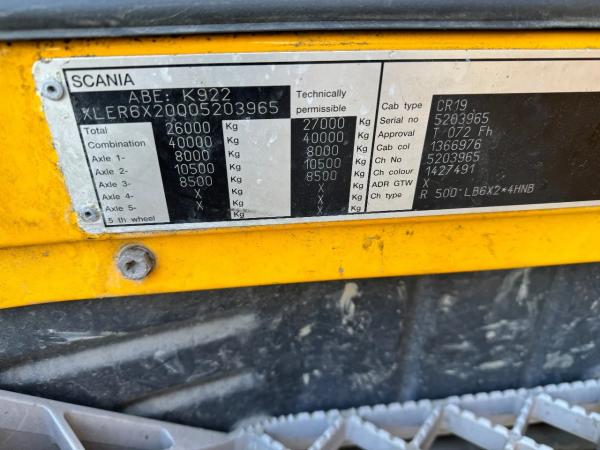 SCANIA
ABE: K922
XLER6X20005203965
Technically permissible
Total 26000 Kg 27000 Kg
Combination 40000 Kg 40000 Kg
Axle 1- 8000 Kg 8000 Kg
Axle 2- 10500 Kg 10500 Kg
Axle 3- 8500 Kg 8500 Kg
Axle 4- X Kg X Kg
Axle 5- X Kg X Kg
5 th wheel X Kg X Kg
Cab type CR19
Serial no 5203965
Approval T 072 Fh
Cab col 1366976
Ch No 5203965
Ch colour 1427491
ADR GTW X
Ch type R 500 LB6X2*4HNB